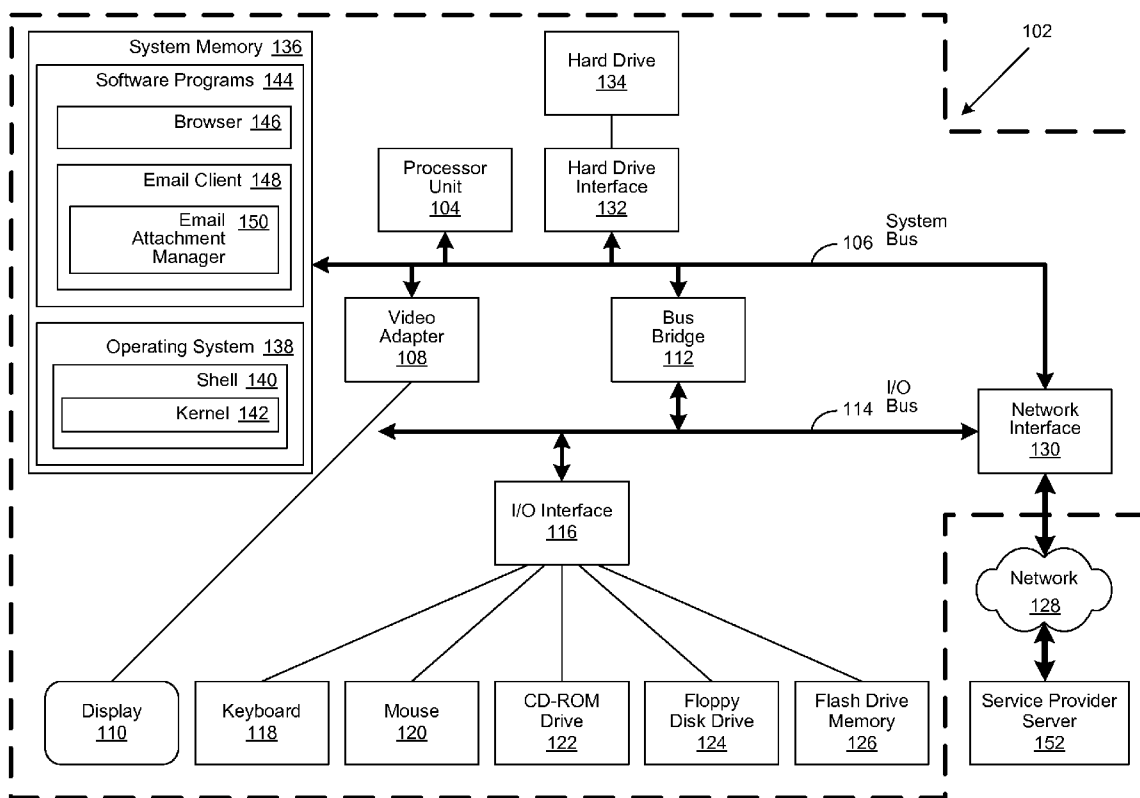 System Memory 136
Software Programs 144
Browser 146
Email Client 148
Email 150
Attachment
Manager
Operating System 138
Shell 140
Kernel 142
Hard Drive
134
102
Processor
Unit
104
Hard Drive
Interface
132
106
System
Bus
Video
Adapter
108
Bus
Bridge
112
114
I/O
Bus
Network
Interface
130
I/O Interface
116
Network
128
Display
110
Keyboard
118
Mouse
120
CD-ROM
Drive
122
Floppy
Disk Drive
124
Flash Drive
Memory
126
Service Provider
Server
152